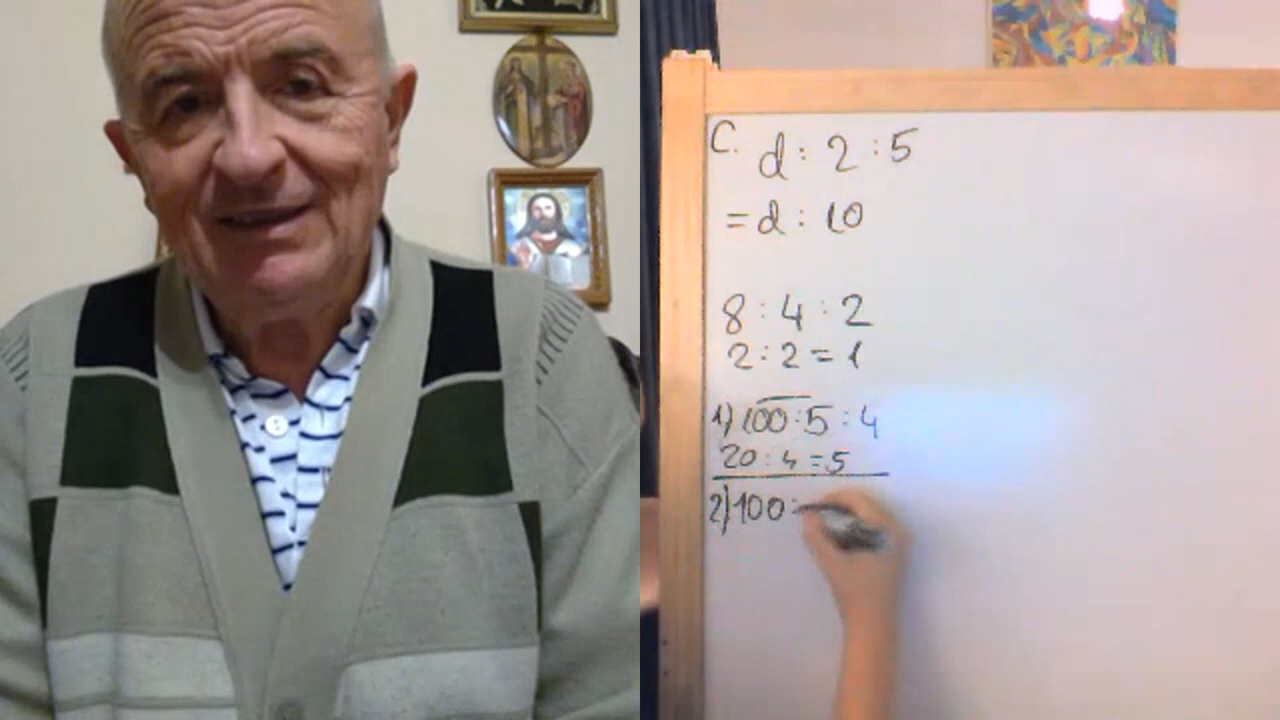 C. d : 2 : 5
= d : 10
8 : 4 : 2
2 : 2 = 1
1) 100 : 5 : 4
20 : 4 = 5
2) 100 :